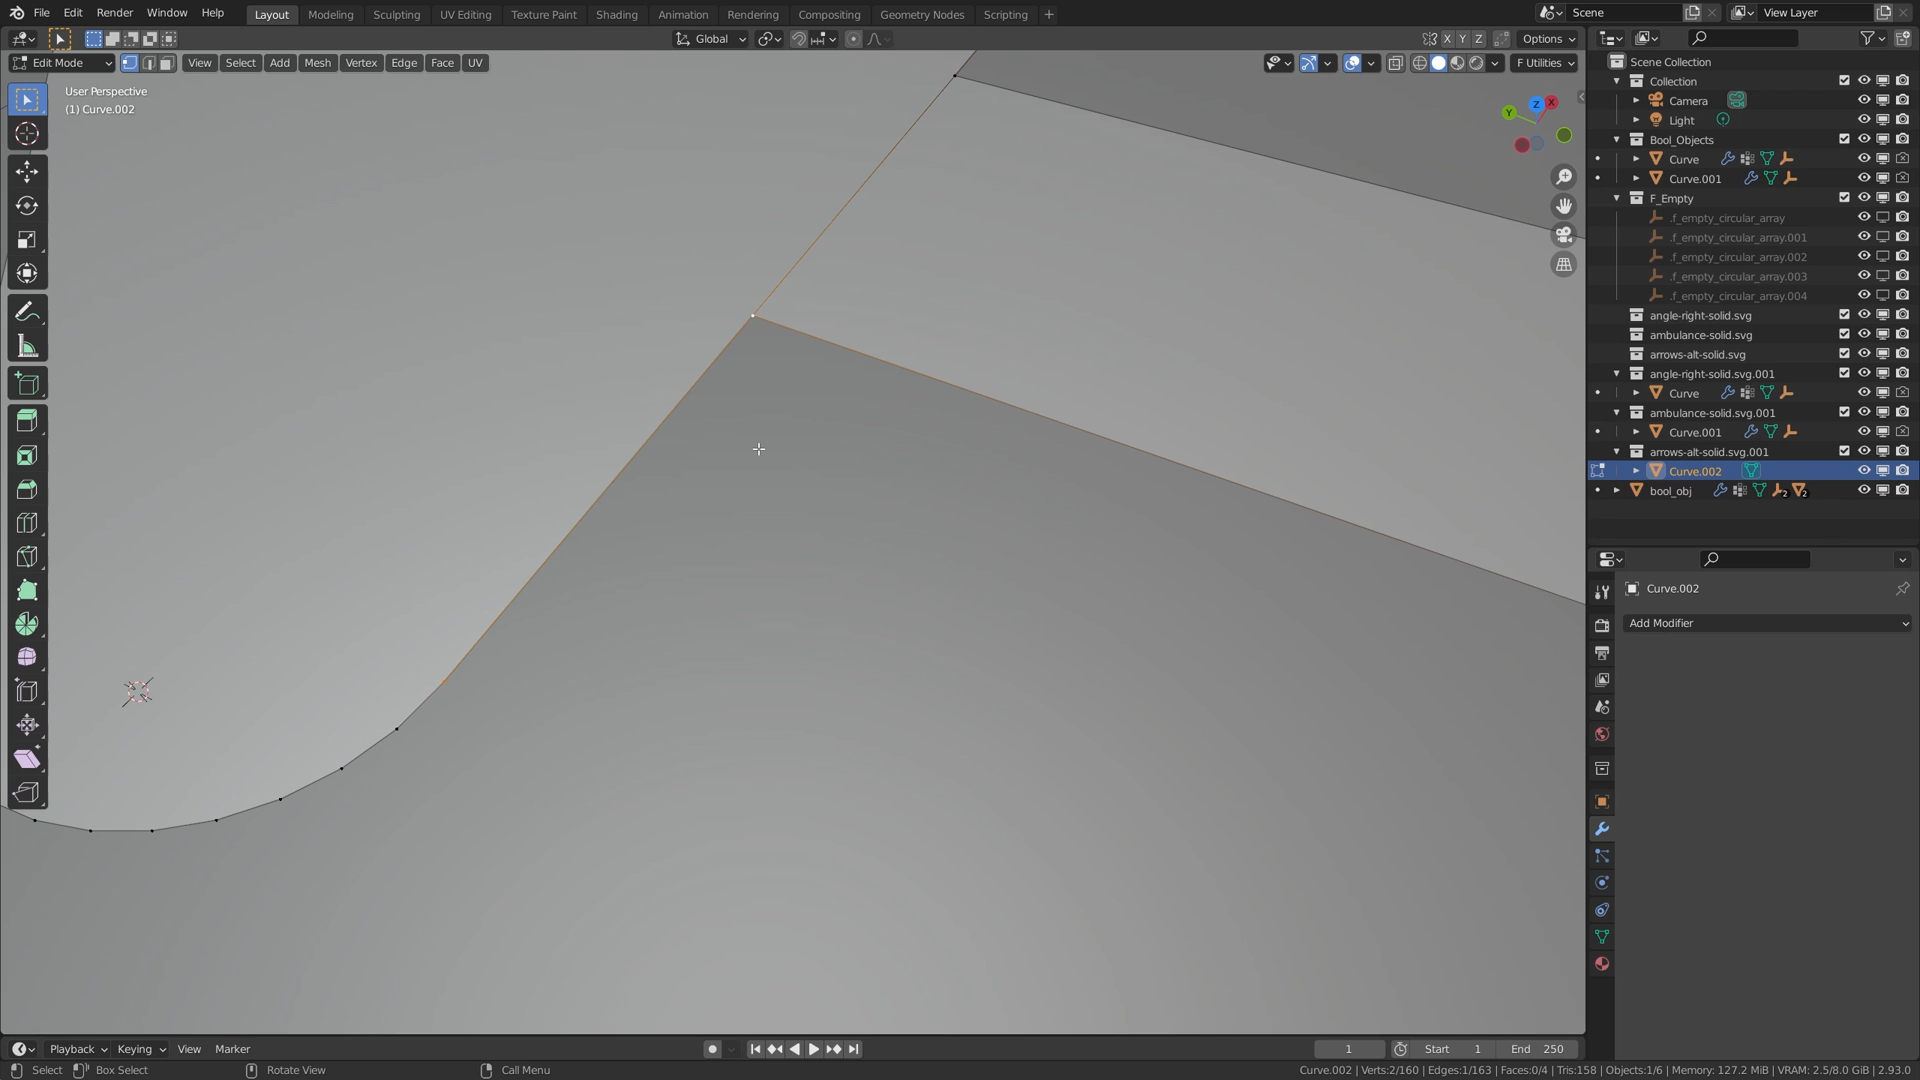 File Edit Render Window Help Layout Modeling Sculpting UV Editing Texture Paint Shading Animation Rendering Compositing Geometry Nodes Scripting + Scene View Layer
Global X Y Z Options
Edit Mode View Select Add Mesh Vertex Edge Face UV F Utilities
User Perspective
(1) Curve.002
Z X Y
Scene Collection
Collection
Camera
Light
Bool_Objects
Curve
Curve.001
F_Empty
.f_empty_circular_array
.f_empty_circular_array.001
.f_empty_circular_array.002
.f_empty_circular_array.003
.f_empty_circular_array.004
angle-right-solid.svg
ambulance-solid.svg
arrows-alt-solid.svg
angle-right-solid.svg.001
Curve
ambulance-solid.svg.001
Curve.001
arrows-alt-solid.svg.001
Curve.002
bool_obj 2 2
Curve.002
Add Modifier
Playback Keying View Marker 1 Start 1 End 250
Select Box Select Rotate View Call Menu Curve.002 | Verts:2/160 | Edges:1/163 | Faces:0/4 | Tris:158 | Objects:1/6 | Memory: 127.2 MiB | VRAM: 2.5/8.0 GiB | 2.93.0